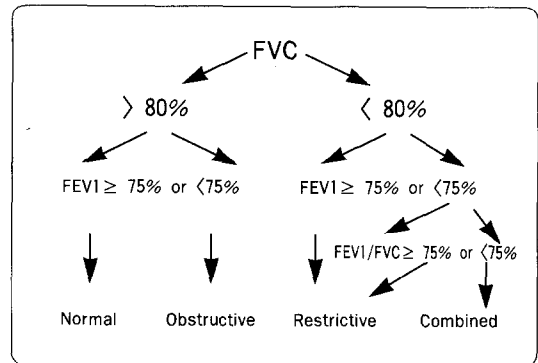 FVC
〉 80% 〈 80%
FEV1 ≥ 75% or 〈75% FEV1 ≥ 75% or 〈75%
FEV1/FVC ≥ 75% or 〈75%
Normal Obstructive Restrictive Combined